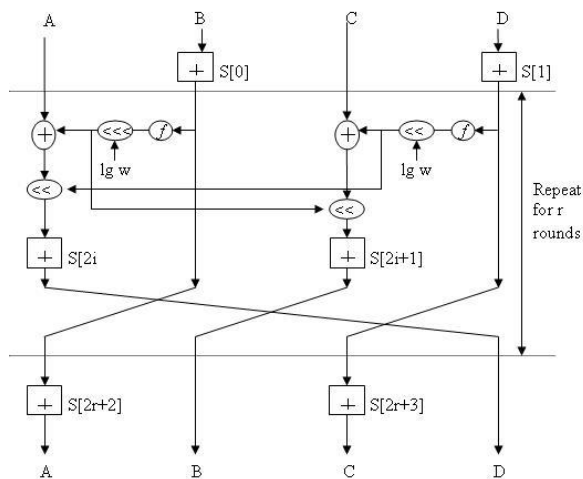 A B C D
+ S[0] + S[1]
+ <<< f + << f
lg w lg w
<< <<
Repeat
for r
rounds
+ S[2i + S[2i+1]
+ S[2r+2] + S[2r+3]
A B C D